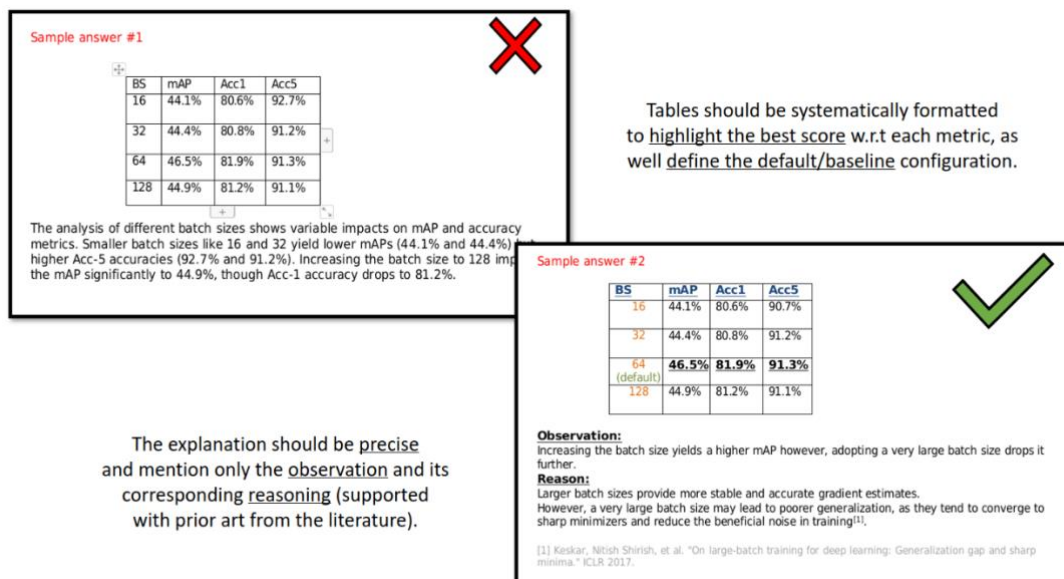 Sample answer #1
BS mAP Acc1 Acc5
16 44.1% 80.6% 92.7%
32 44.4% 80.8% 91.2%
64 46.5% 81.9% 91.3%
128 44.9% 81.2% 91.1%
The analysis of different batch sizes shows variable impacts on mAP and accuracy
metrics. Smaller batch sizes like 16 and 32 yield lower mAPs (44.1% and 44.4%)
higher Acc-5 accuracies (92.7% and 91.2%). Increasing the batch size to 128
the mAP significantly to 44.9%, though Acc-1 accuracy drops to 81.2%.
Tables should be systematically formatted
to highlight the best score w.r.t each metric, as
well define the default/baseline configuration.
Sample answer #2
BS mAP Acc1 Acc5
16 44.1% 80.6% 90.7%
32 44.4% 80.8% 91.2%
64 46.5% 81.9% 91.3%
(default)
128 44.9% 81.2% 91.1%
Observation:
Increasing the batch size yields a higher mAP however, adopting a very large batch size drops it
further.
Reason:
Larger batch sizes provide more stable and accurate gradient estimates.
However, a very large batch size may lead to poorer generalization, as they tend to converge to
sharp minimizers and reduce the beneficial noise in training[1].
[1] Keskar, Nitish Shirish, et al. "On large-batch training for deep learning: Generalization gap and sharp
minima." ICLR 2017.
The explanation should be precise
and mention only the observation and its
corresponding reasoning (supported
with prior art from the literature).